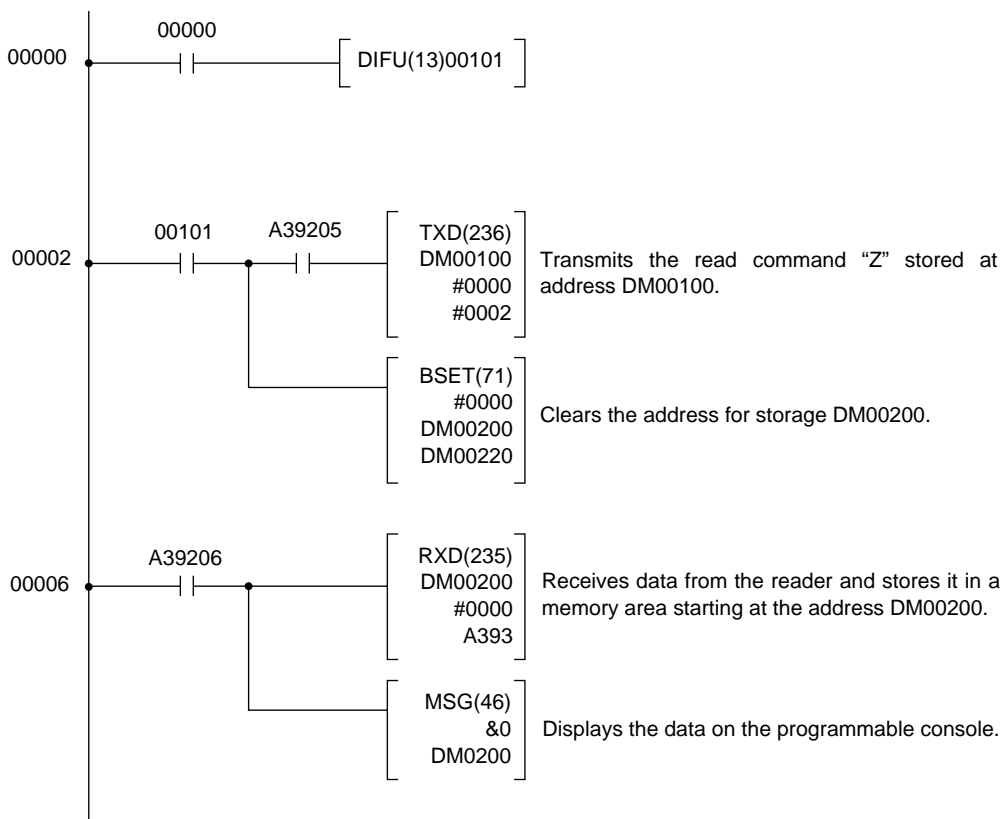 00000
00000
DIFU(13)00101
00101
A39205
00002
TXD(236)
DM00100
#0000
#0002
Transmits the read command “Z” stored at
address DM00100.
BSET(71)
#0000
DM00200
DM00220
Clears the address for storage DM00200.
A39206
00006
RXD(235)
DM00200
#0000
A393
Receives data from the reader and stores it in a
memory area starting at the address DM00200.
MSG(46)
&0
DM0200
Displays the data on the programmable console.